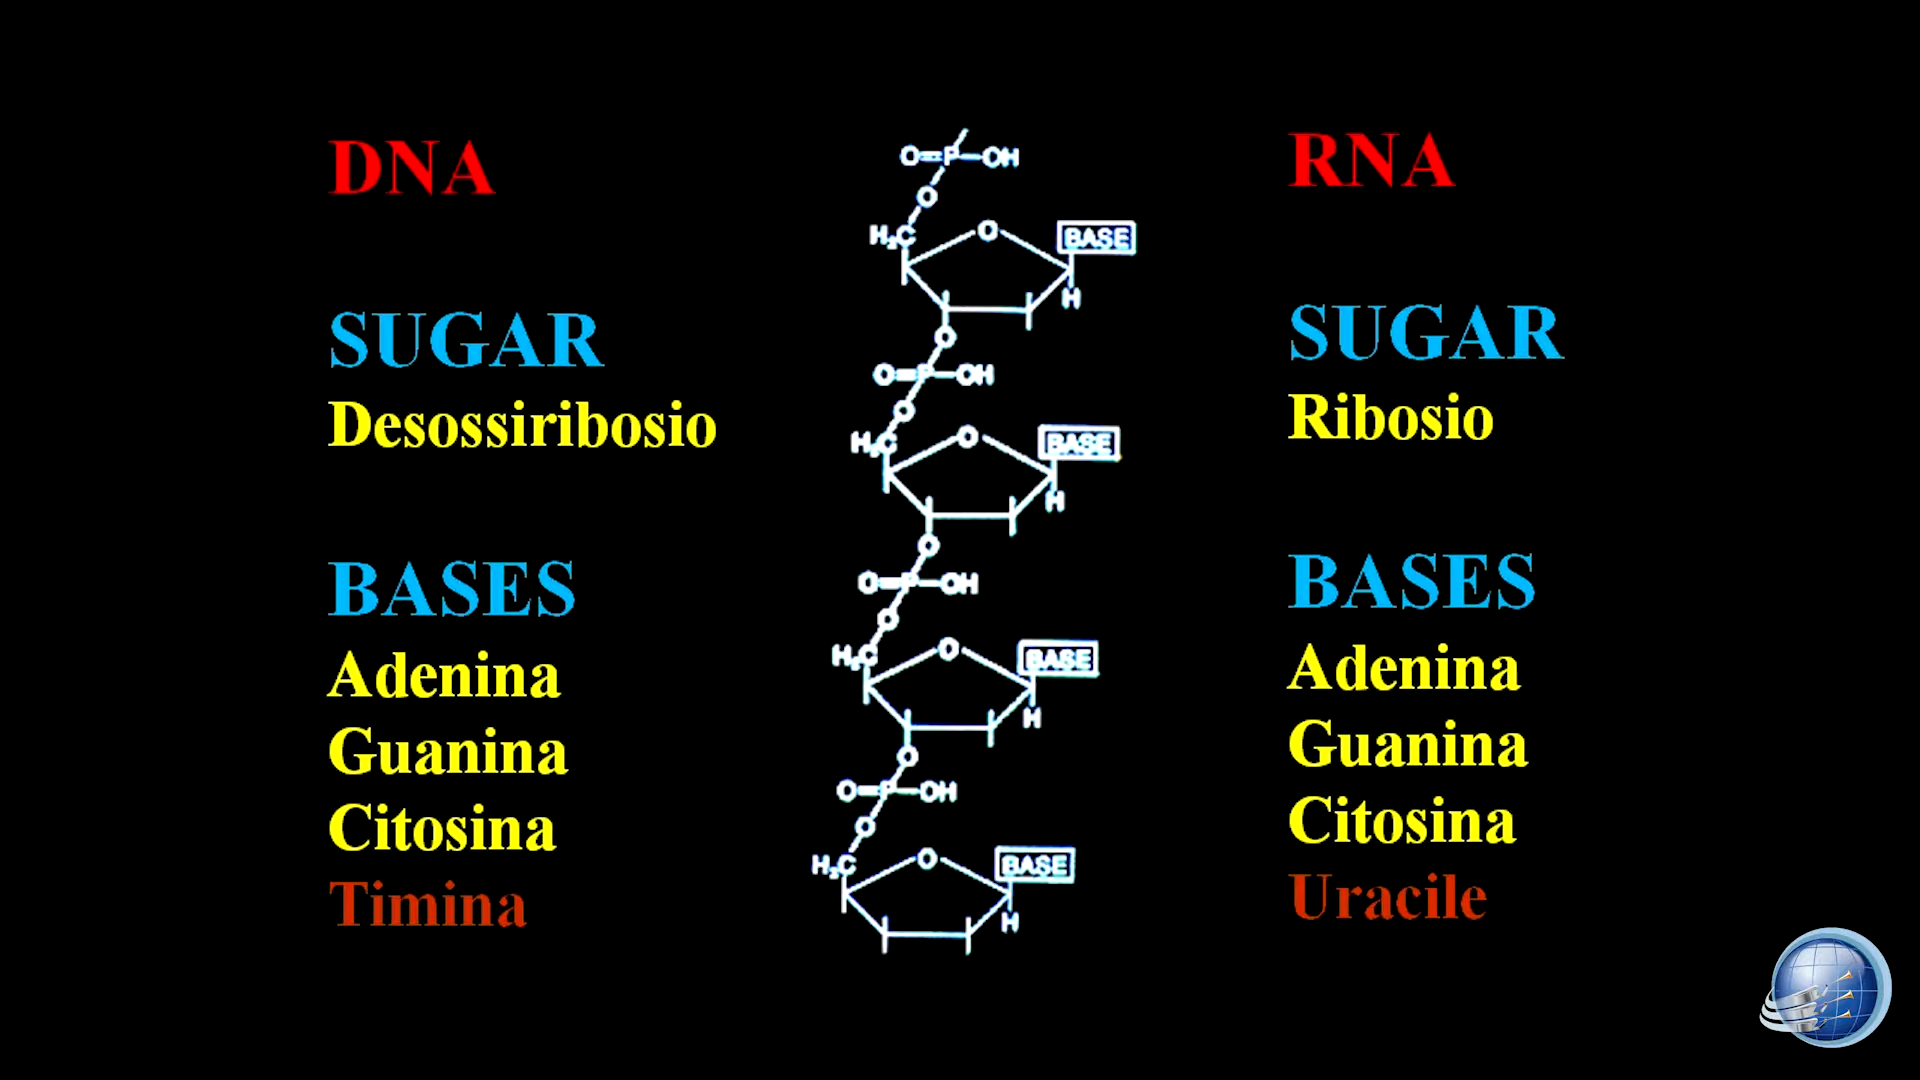 DNA
SUGAR
Desossiribosio
BASES
Adenina
Guanina
Citosina
Timina
O=P—OH
O
H₂C
O
BASE
H
O
O=P—OH
O
H₂C
O
BASE
H
O
O=P—OH
O
H₂C
O
BASE
H
O
O=P—OH
O
H₂C
O
BASE
H
RNA
SUGAR
Ribosio
BASES
Adenina
Guanina
Citosina
Uracile